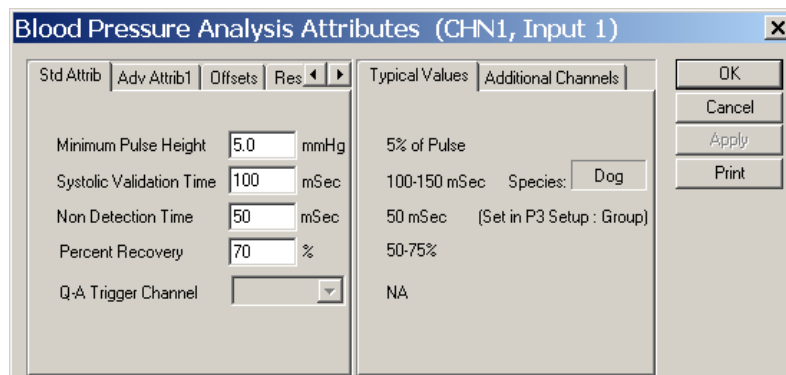 Blood Pressure Analysis Attributes (CHN1, Input 1)
Std Attrib Adv Attrib1 Offsets Res Typical Values Additional Channels OK
Cancel
Minimum Pulse Height 5.0 mmHg 5% of Pulse Apply
Systolic Validation Time 100 mSec 100-150 mSec Species: Dog Print
Non Detection Time 50 mSec 50 mSec (Set in P3 Setup : Group)
Percent Recovery 70 % 50-75%
Q-A Trigger Channel NA